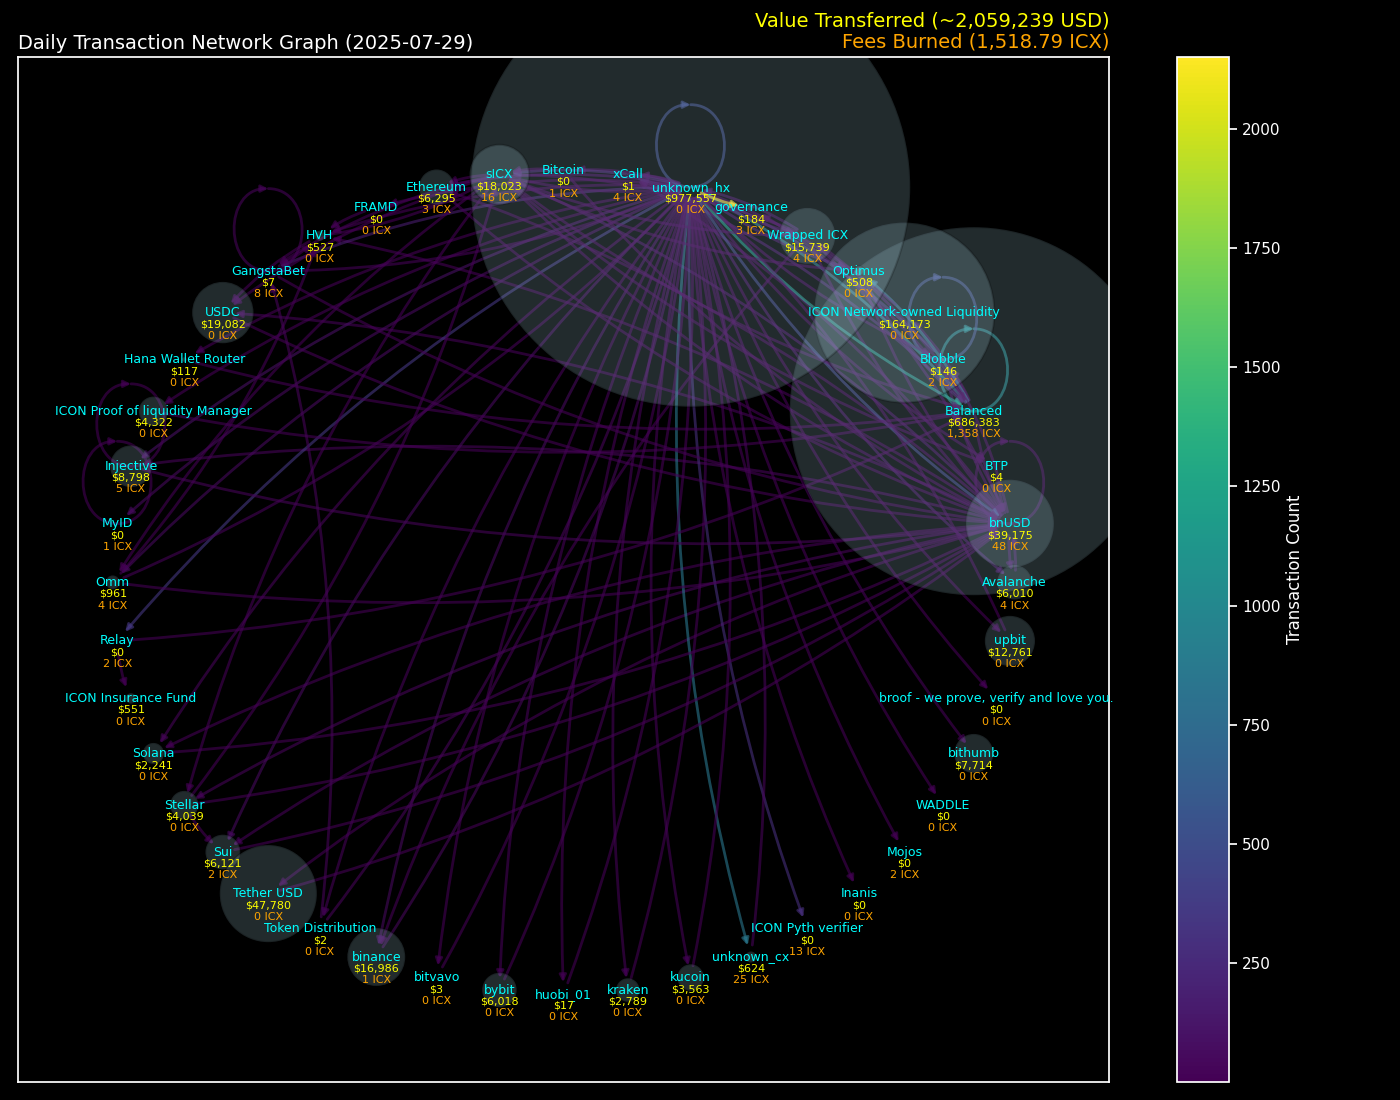 Value Transferred (~2,059,239 USD)
Daily Transaction Network Graph (2025-07-29)
Fees Burned (1,518.79 ICX)
unknown_hx
$977,557
0 ICX
governance
$184
3 ICX
Wrapped ICX
$15,739
4 ICX
Optimus
$508
0 ICX
ICON Network-owned Liquidity
$164,173
0 ICX
Blobble
$146
2 ICX
Balanced
$686,383
1,358 ICX
BTP
$4
0 ICX
bnUSD
$39,175
48 ICX
Avalanche
$6,010
4 ICX
upbit
$12,761
0 ICX
broof - we prove, verify and love you.
$0
0 ICX
bithumb
$7,714
0 ICX
WADDLE
$0
0 ICX
Mojos
$0
2 ICX
Inanis
$0
0 ICX
ICON Pyth verifier
$0
13 ICX
unknown_cx
$624
25 ICX
kucoin
$3,563
0 ICX
kraken
$2,789
0 ICX
huobi_01
$17
0 ICX
bybit
$6,018
0 ICX
bitvavo
$3
0 ICX
binance
$16,986
1 ICX
Token Distribution
$2
0 ICX
Tether USD
$47,780
0 ICX
Sui
$6,121
2 ICX
Stellar
$4,039
0 ICX
Solana
$2,241
0 ICX
ICON Insurance Fund
$551
0 ICX
Relay
$0
2 ICX
Omm
$961
4 ICX
MyID
$0
1 ICX
Injective
$8,798
5 ICX
ICON Proof of liquidity Manager
$4,322
0 ICX
Hana Wallet Router
$117
0 ICX
USDC
$19,082
0 ICX
GangstaBet
$7
8 ICX
HVH
$527
0 ICX
FRAMD
$0
0 ICX
Ethereum
$6,295
3 ICX
sICX
$18,023
16 ICX
Bitcoin
$0
1 ICX
xCall
$1
4 ICX
2000
1750
1500
1250
1000
750
500
250
Transaction Count